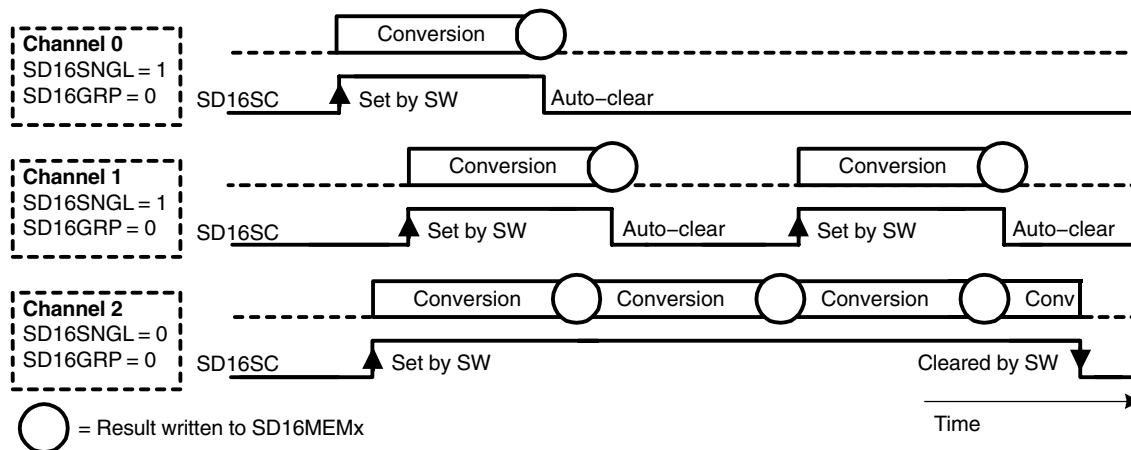 Channel 0
SD16SNGL = 1
SD16GRP = 0
Conversion
SD16SC
Set by SW
Auto−clear
Channel 1
SD16SNGL = 1
SD16GRP = 0
Conversion
Conversion
SD16SC
Set by SW
Auto−clear
Set by SW
Auto−clear
Channel 2
SD16SNGL = 0
SD16GRP = 0
Conversion
Conversion
Conversion
Conv
SD16SC
Set by SW
Cleared by SW
= Result written to SD16MEMx
Time